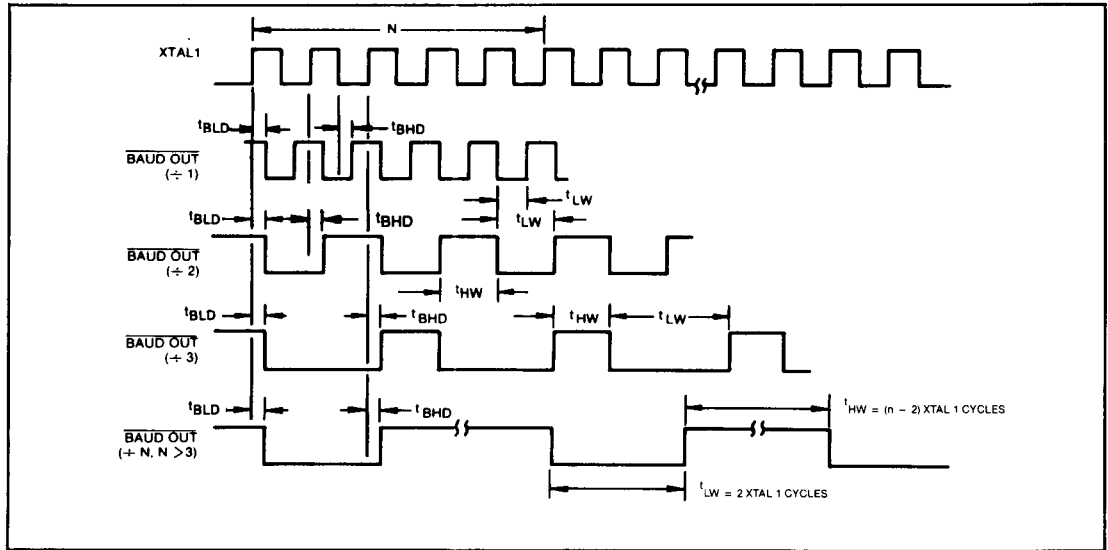 N
XTAL1
tBLD
tBHD
BAUD OUT
(÷ 1)
tLW
tBLD
tBHD
tLW
BAUD OUT
(÷ 2)
tHW
tBLD
tBHD
tHW
tLW
BAUD OUT
(÷ 3)
tBLD
tBHD
tHW = (n − 2) XTAL 1 CYCLES
BAUD OUT
(÷ N, N >3)
tLW = 2 XTAL 1 CYCLES